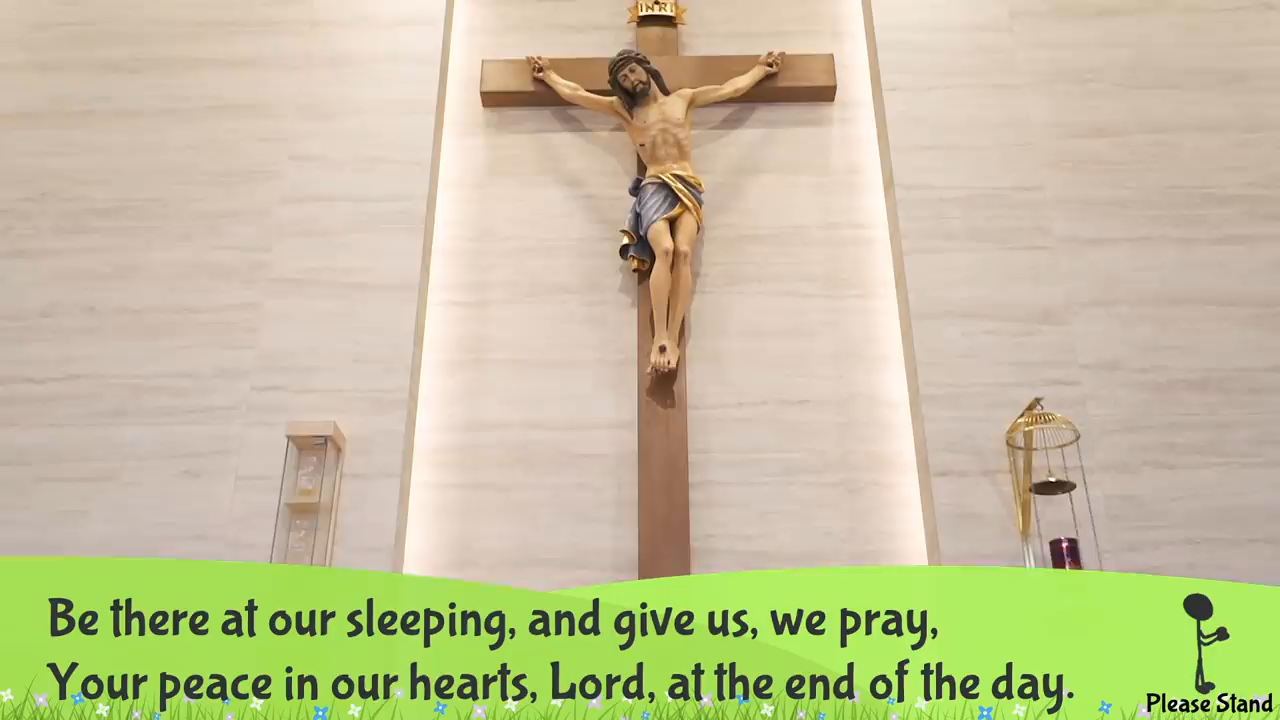 INRI
Be there at our sleeping, and give us, we pray,
Your peace in our hearts, Lord, at the end of the day.
Please Stand